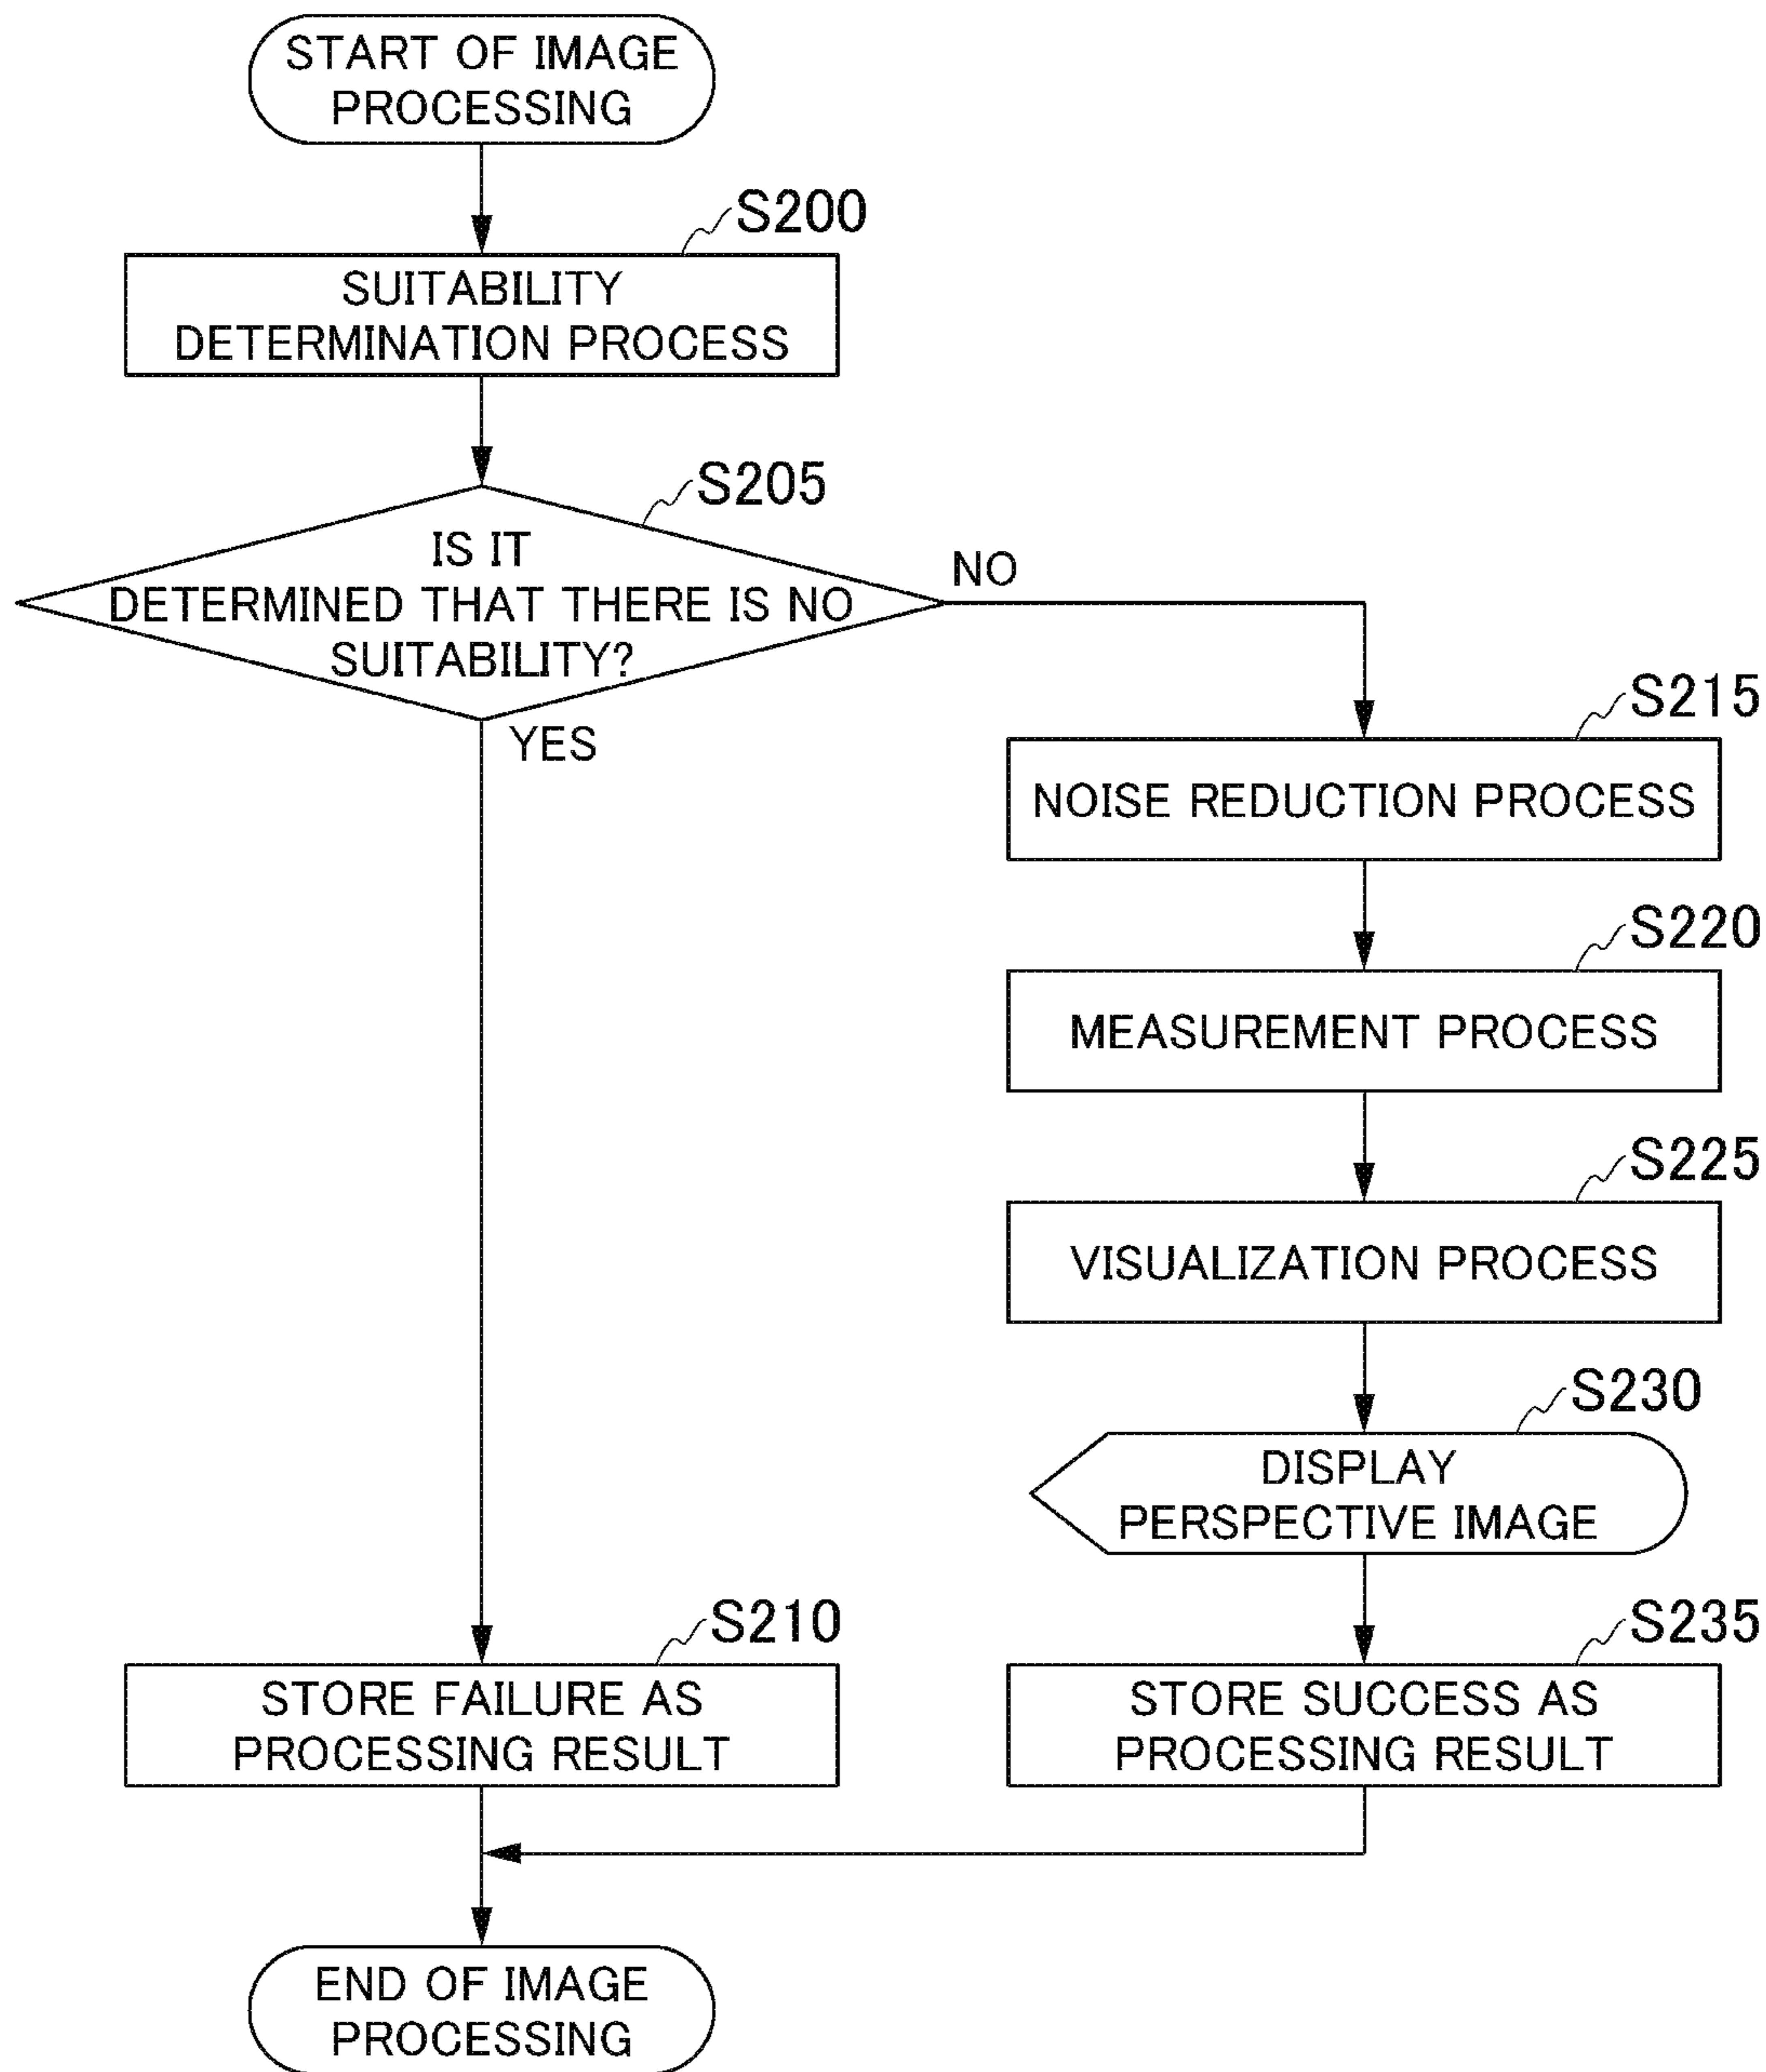 START OF IMAGE
PROCESSING
S200
SUITABILITY
DETERMINATION PROCESS
S205
IS IT
DETERMINED THAT THERE IS NO
SUITABILITY?
NO
YES
S215
NOISE REDUCTION PROCESS
S220
MEASUREMENT PROCESS
S225
VISUALIZATION PROCESS
S230
DISPLAY
PERSPECTIVE IMAGE
S210
STORE FAILURE AS
PROCESSING RESULT
S235
STORE SUCCESS AS
PROCESSING RESULT
END OF IMAGE
PROCESSING